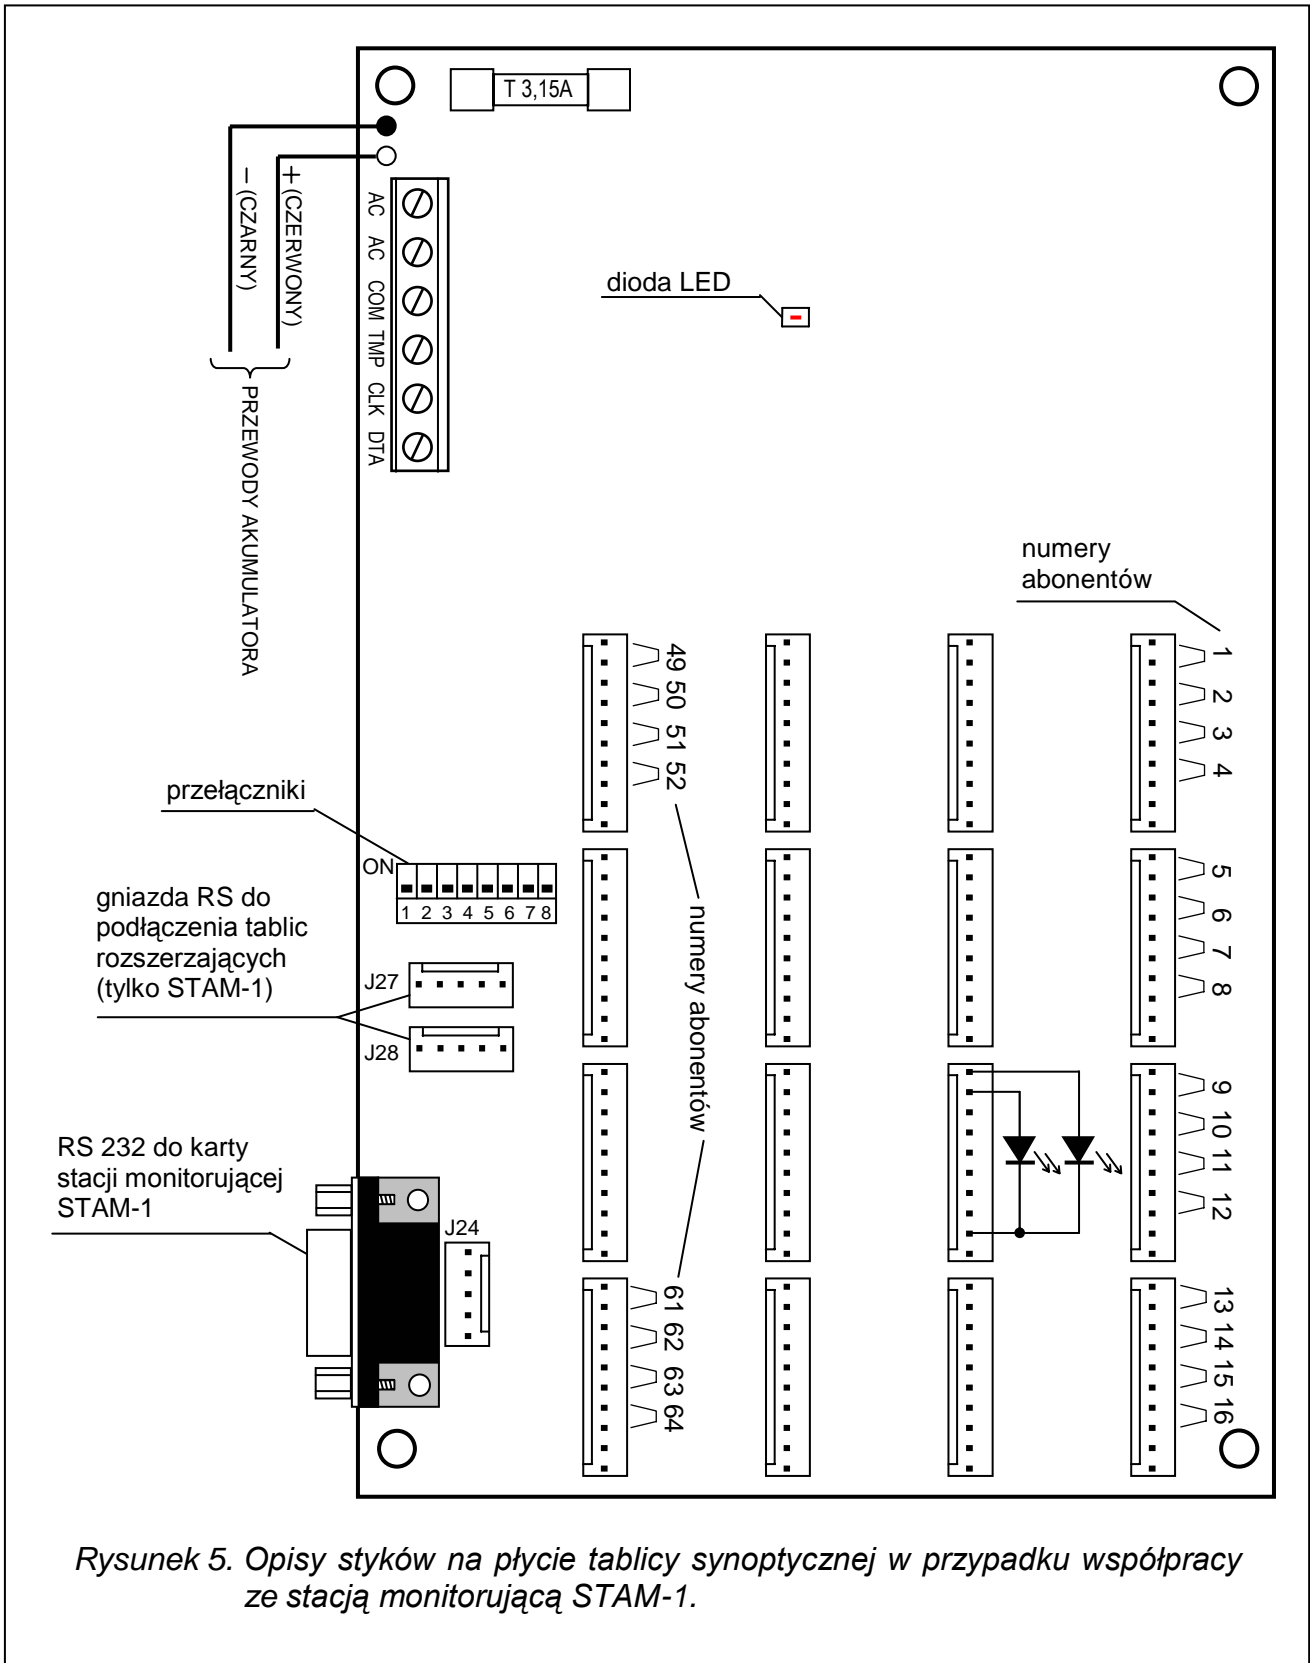 T 3,15A
− (CZARNY)
+ (CZERWONY)
PRZEWODY AKUMULATORA
AC
AC
COM
TMP
CLK
DTA
dioda LED
numery
abonentów
1
2
3
4
5
6
7
8
9
10
11
12
13
14
15
16
49
50
51
52
numery abonentów
61
62
63
64
przełączniki
ON
1 2 3 4 5 6 7 8
gniazda RS do
podłączenia tablic
rozszerzających
(tylko STAM-1)
J27
J28
RS 232 do karty
stacji monitorującej
STAM-1
J24
Rysunek 5. Opisy styków na płycie tablicy synoptycznej w przypadku współpracy
ze stacją monitorującą STAM-1.